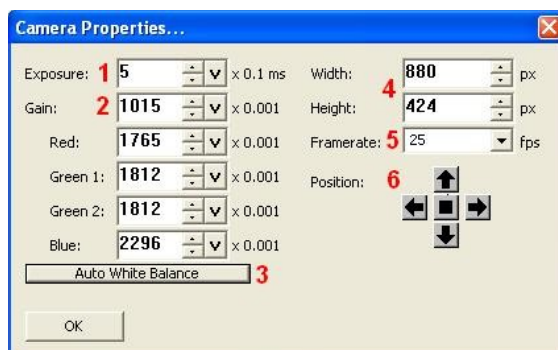 Camera Properties...
Exposure: 1 5 v x 0.1 ms
Gain: 2 1015 v x 0.001
Red: 1765 v x 0.001
Green 1: 1812 v x 0.001
Green 2: 1812 v x 0.001
Blue: 2296 v x 0.001
Auto White Balance 3
OK
Width: 880 px
4
Height: 424 px
Framerate: 5 25 fps
Position: 6